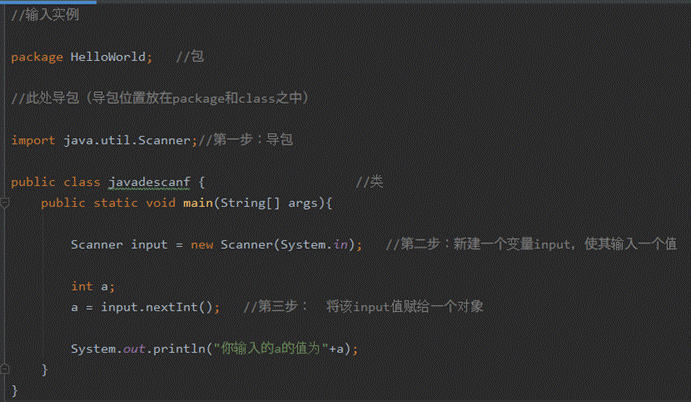 //输入实例
package HelloWorld;   //包
//此处导包（导包位置放在package和class之中）
import java.util.Scanner;//第一步：导包
public class javadescanf {                    //类
    public static void main(String[] args){
        Scanner input = new Scanner(System.in);   //第二步：新建一个变量input，使其输入一个值
        int a;
        a = input.nextInt();   //第三步：  将该input值赋给一个对象
        System.out.println("你输入的a的值为"+a);
    }
}